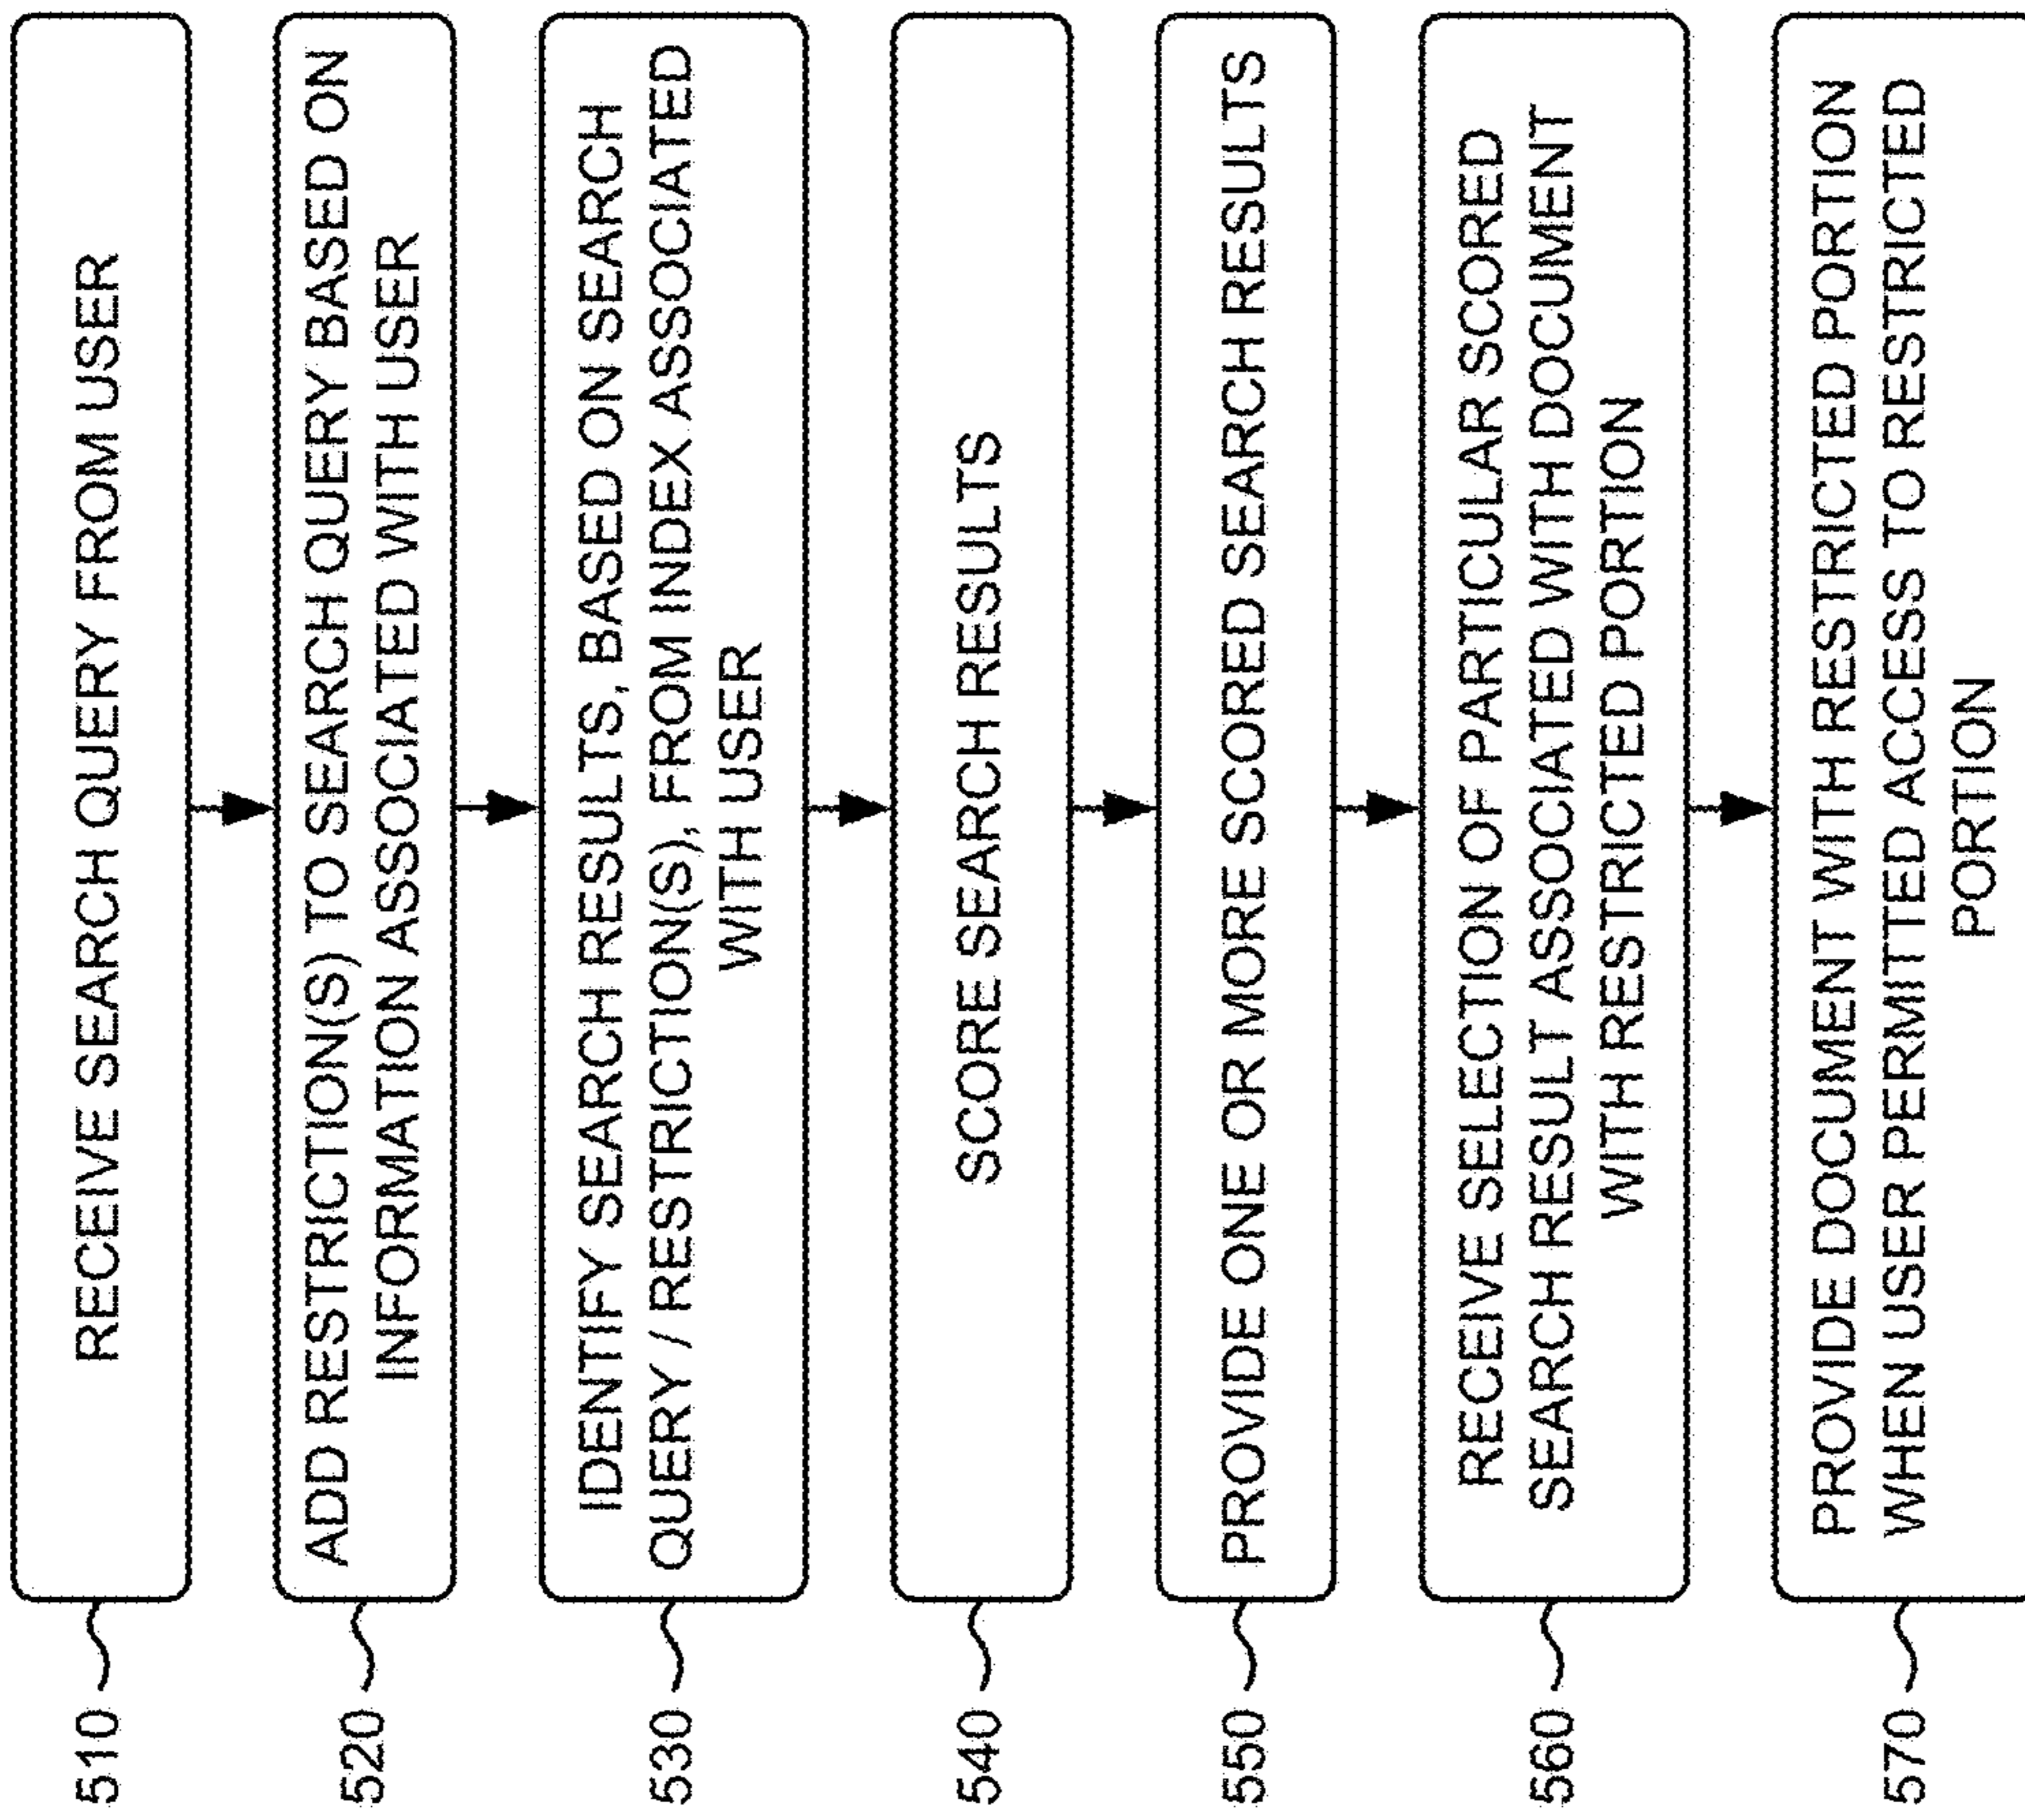 510
RECEIVE SEARCH QUERY FROM USER
520
ADD RESTRICTION(S) TO SEARCH QUERY BASED ON
INFORMATION ASSOCIATED WITH USER
530
IDENTIFY SEARCH RESULTS, BASED ON SEARCH
QUERY / RESTRICTION(S), FROM INDEX ASSOCIATED
WITH USER
540
SCORE SEARCH RESULTS
550
PROVIDE ONE OR MORE SCORED SEARCH RESULTS
560
RECEIVE SELECTION OF PARTICULAR SCORED
SEARCH RESULT ASSOCIATED WITH DOCUMENT
WITH RESTRICTED PORTION
570
PROVIDE DOCUMENT WITH RESTRICTED PORTION
WHEN USER PERMITTED ACCESS TO RESTRICTED
PORTION